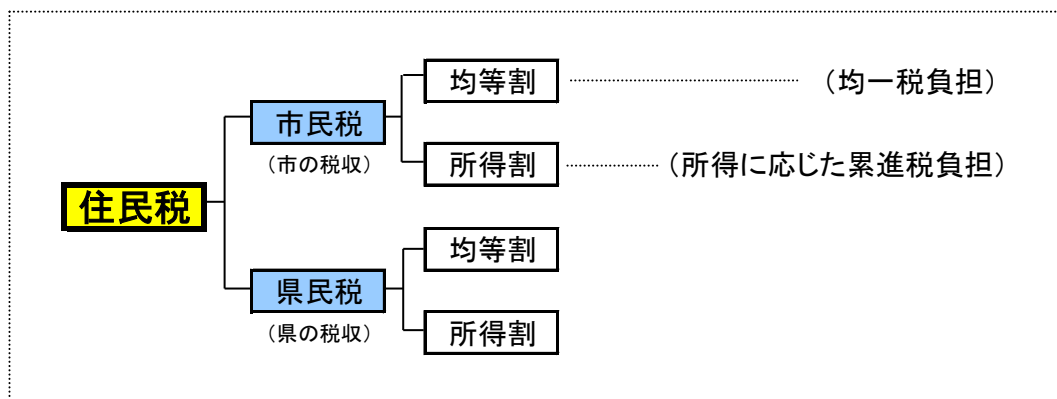 住民税
市民税
(市の税収)
均等割
(均一税負担)
所得割
(所得に応じた累進税負担)
県民税
(県の税収)
均等割
所得割